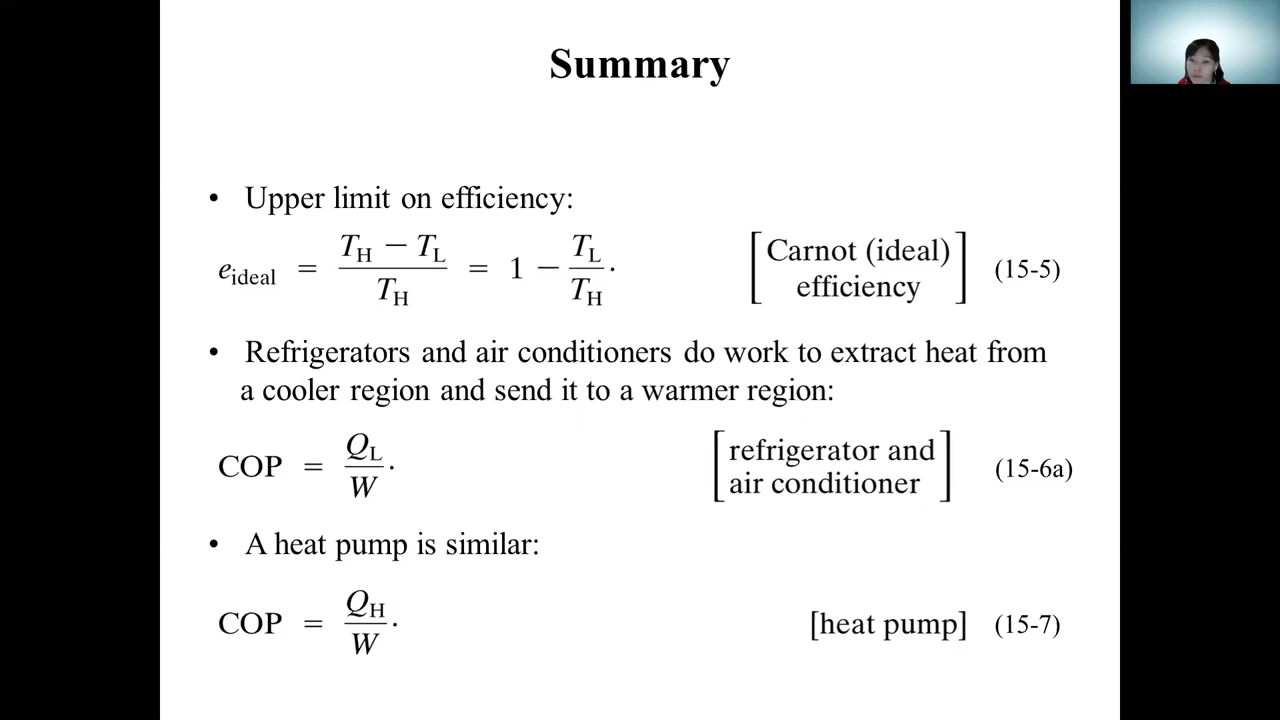 Summary
• Upper limit on efficiency:
e_ideal = (T_H − T_L) / T_H = 1 − T_L / T_H. [Carnot (ideal) efficiency] (15-5)
• Refrigerators and air conditioners do work to extract heat from
a cooler region and send it to a warmer region:
COP = Q_L / W. [refrigerator and air conditioner] (15-6a)
• A heat pump is similar:
COP = Q_H / W. [heat pump] (15-7)